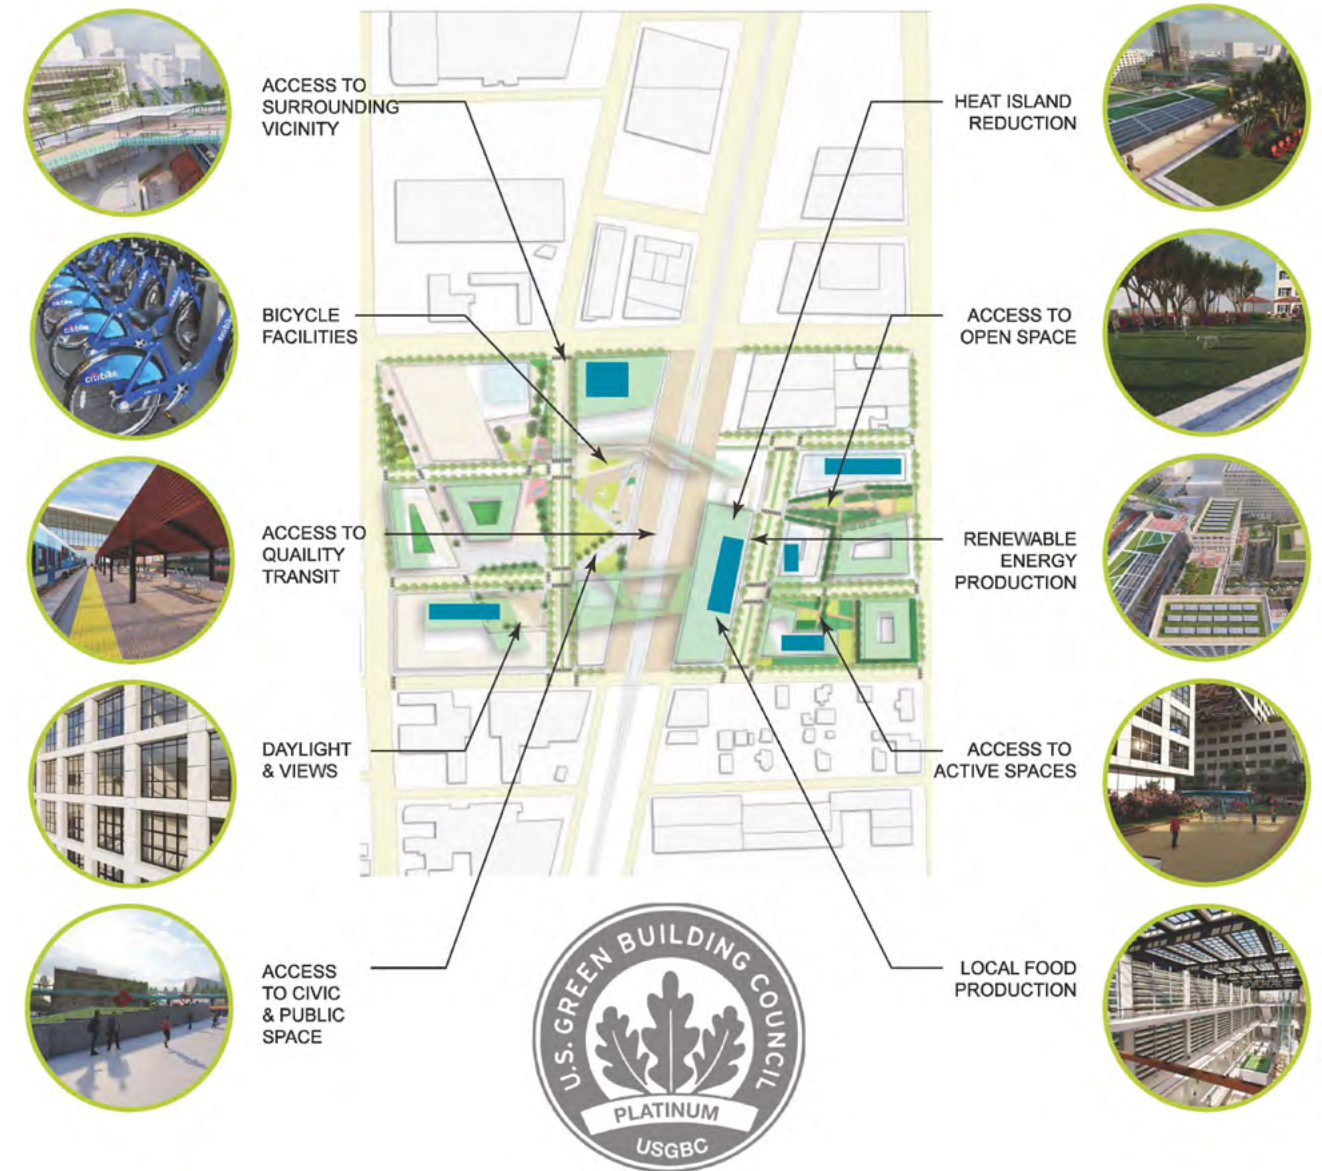 ACCESS TO
SURROUNDING
VICINITY
BICYCLE
FACILITIES
ACCESS TO
QUAILITY
TRANSIT
DAYLIGHT
& VIEWS
ACCESS
TO CIVIC
& PUBLIC
SPACE
HEAT ISLAND
REDUCTION
ACCESS TO
OPEN SPACE
RENEWABLE
ENERGY
PRODUCTION
ACCESS TO
ACTIVE SPACES
LOCAL FOOD
PRODUCTION
citibike
citibike
U.S. GREEN BUILDING COUNCIL
PLATINUM
USGBC